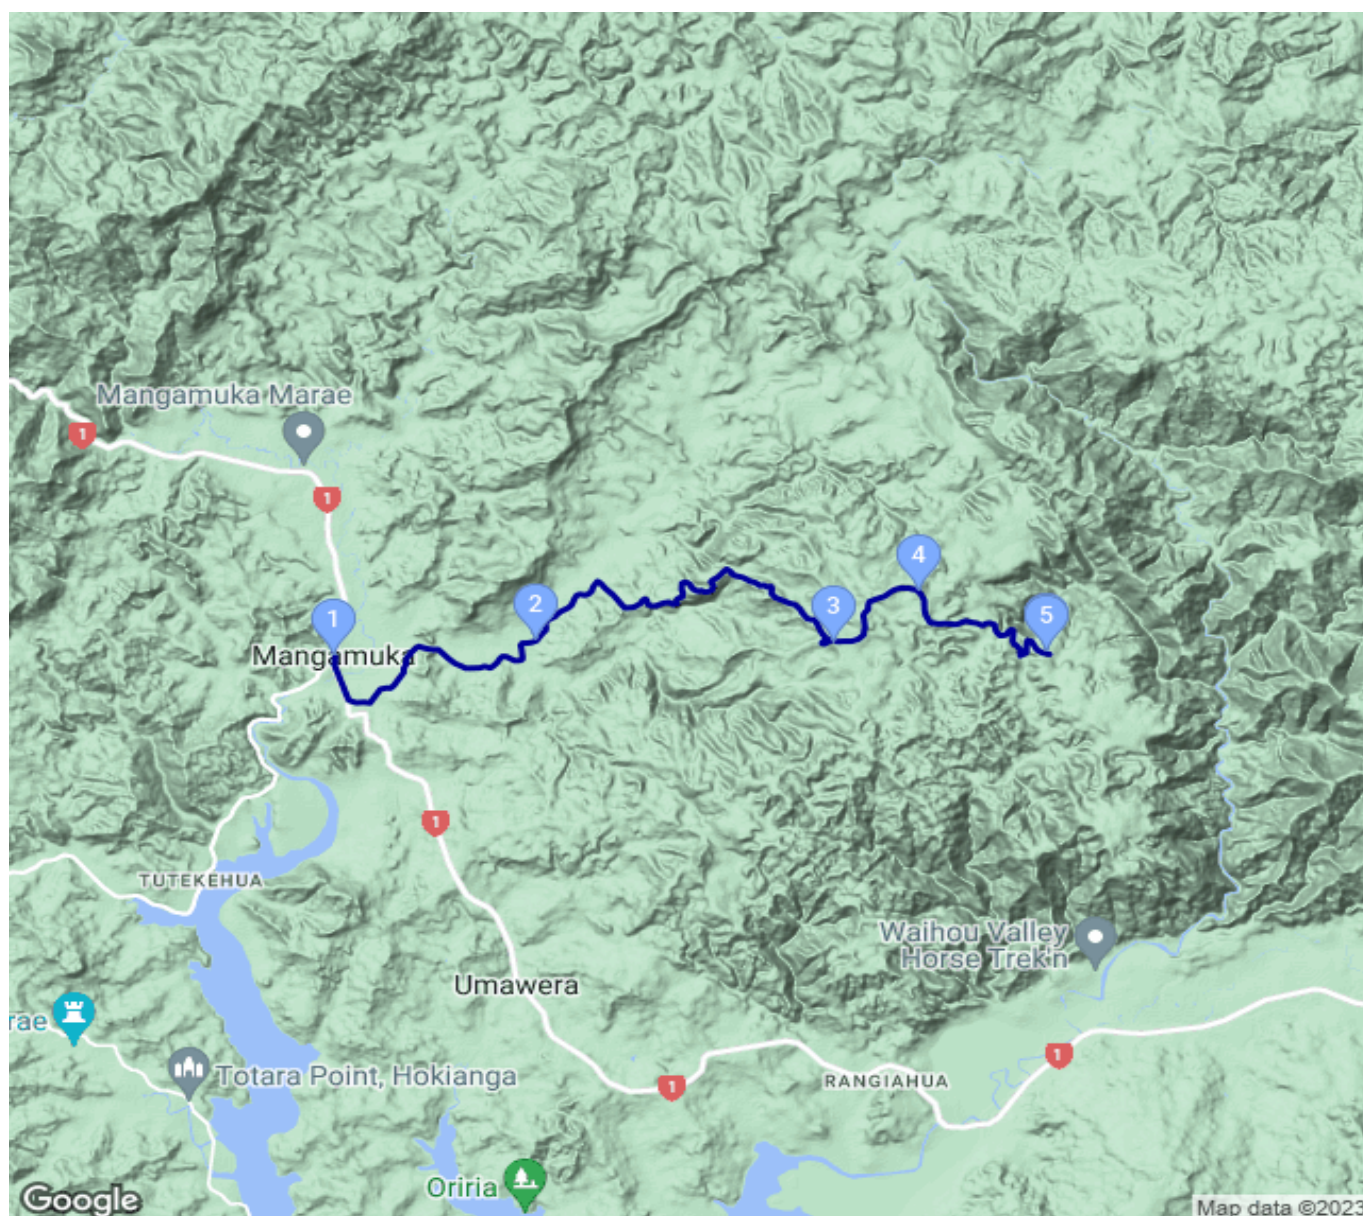 Mangamuka Marae
1
1
1
2
3
4
5
Mangamuka
1
TUTEKEHUA
Waihou Valley
Horse Trek'n
Umawera
rae
1
Totara Point, Hokianga
1
RANGIAHUA
Oriria
Google
Map data ©2023